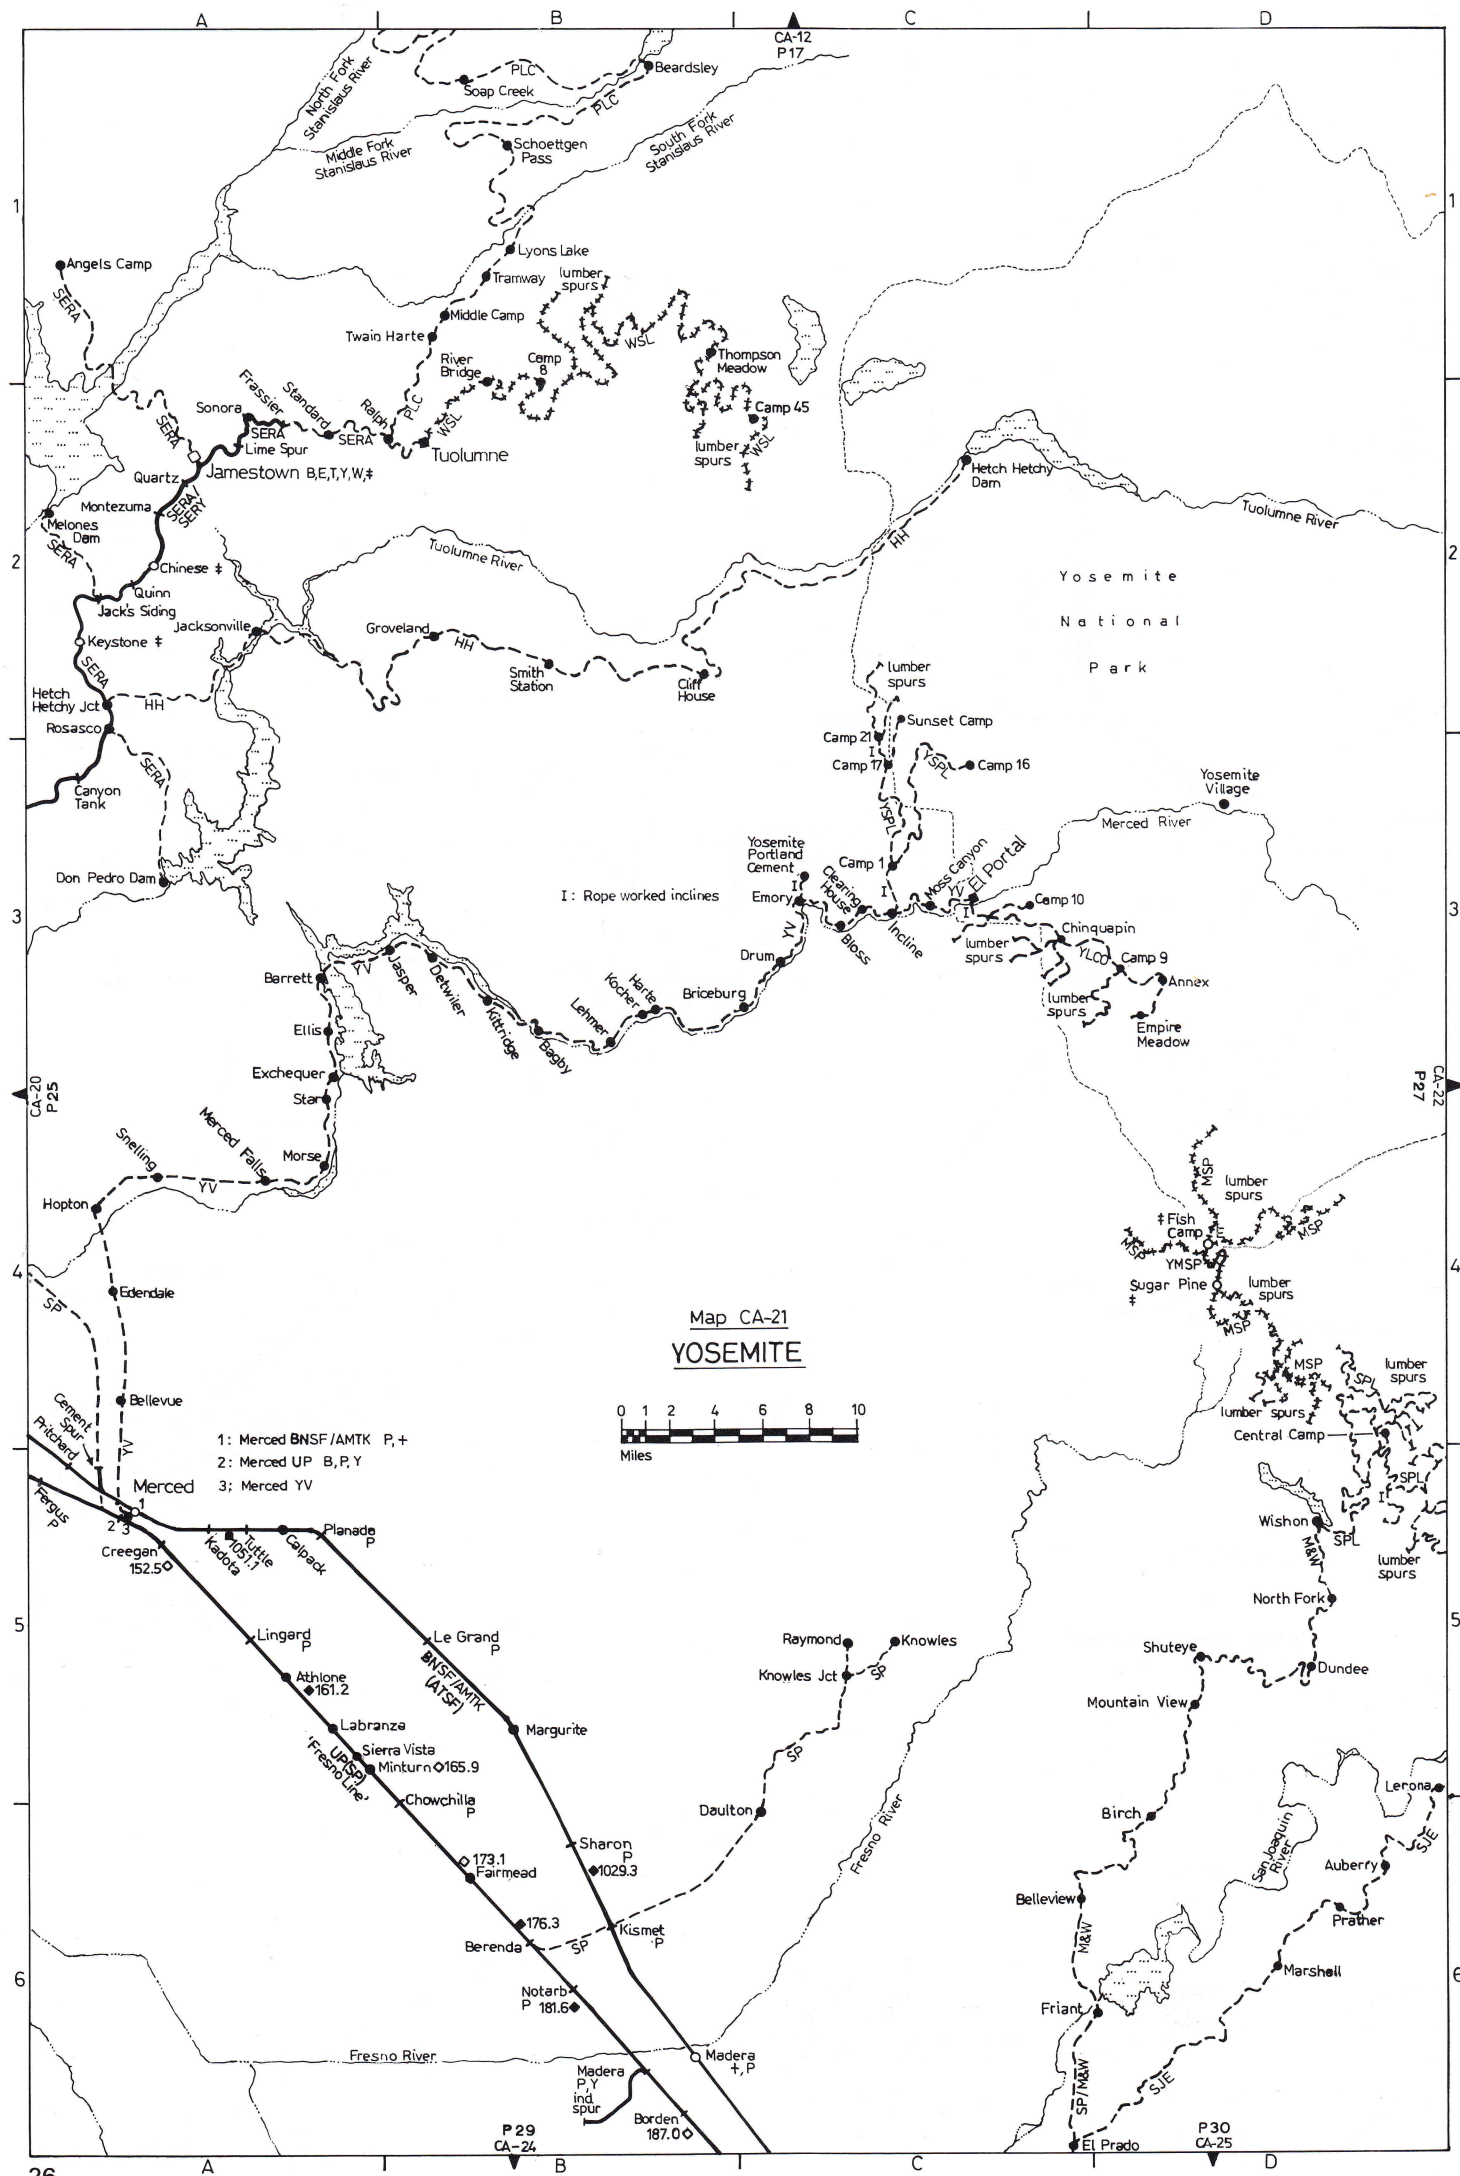 A
B
C
D
CA-12
P17
North Fork
Stanislaus River
PLC
Beardsley
Soap Creek
PLC
Middle Fork
Stanislaus River
Schoettgen
Pass
South Fork
Stanislaus River
1
1
Angels Camp
SERA
Lyons Lake
Tramway
lumber
spurs
Middle Camp
Twain Harte
WSL
River
Bridge
Camp
8
Thompson
Meadow
Sonora
Frassier
Standard
Ralph
PLC
WSL
Camp 45
SERA
SERA
SERA
Lime Spur
Tuolumne
lumber
spurs
WSL
Quartz
Jamestown B,E,T,Y,W,‡
Hetch Hetchy
Dam
Montezuma
SERA/
SERY
Melones
Dam
SERA
Tuolumne River
Tuolumne River
HH
2
2
Chinese ‡
Quinn
Jack's Siding
Yosemite
National
Park
Jacksonville
Groveland
HH
Keystone ‡
SERA
Smith
Station
Cliff
House
lumber
spurs
Hetch
Hetchy Jct
HH
Rosasco
Sunset Camp
Camp 21
I
Camp 17
YSPL
Camp 16
SERA
Canyon
Tank
Yosemite
Village
YSPL
Merced River
Yosemite
Portland
Cement
Don Pedro Dam
Camp 1
Moss Canyon
El Portal
I : Rope worked inclines
I
Emory
Clearing
House
I
YV
I
Camp 10
3
3
Bloss
Incline
Chinquapin
YV
Drum
lumber
spurs
YLCO
Camp 9
Barrett
YV
Jasper
Detwiler
Annex
Kittridge
Lehmer
Kocher
Harte
Briceburg
lumber
spurs
Ellis
Bagby
Empire
Meadow
Exchequer
CA-20
P25
Star
P27
CA-22
Snelling
Merced Falls
Morse
YV
MSP
lumber
spurs
Hopton
‡ Fish
Camp
E
MSP
MSP
YMSP
4
4
Edendale
Sugar Pine
‡
lumber
spurs
SP
Map CA-21
YOSEMITE
MSP
MSP
SPL
lumber
spurs
Bellevue
lumber spurs
0 1 2 4 6 8 10
Miles
Cement
Spur
Pritchard
YV
1: Merced BNSF/AMTK P,+
2: Merced UP B,P,Y
3; Merced YV
Central Camp
I
SPL
I
Merced
1
2
3
Fergus
P
Wishon
SPL
M&W
lumber
spurs
Creegan
152.5
Kadota
1051.1
Tuttle
Calpack
Planada
P
North Fork
5
5
Lingard
P
Le Grand
P
Raymond
Knowles
Shuteye
Dundee
Knowles Jct
SP
Athlone
161.2
BNSF/AMTK
(ATSF)
Mountain View
Labranza
Margurite
UP(SP)
'Fresno Line'
Sierra Vista
Minturn 165.9
SP
Lerona
Chowchilla
P
Daulton
Birch
SJE
Sharon
P
Fresno River
San Joaquin
River
173.1
Fairmead
1029.3
Auberry
Belleview
Prather
176.3
Kismet
P
Berenda
SP
M&W
Marshall
6
6
Notarb
P 181.6
Friant
Fresno River
Madera
+,P
Madera
P,Y
ind
spur
SP/M&W
SJE
Borden
187.0
P29
CA-24
El Prado
P30
CA-25
26
A
B
C
D